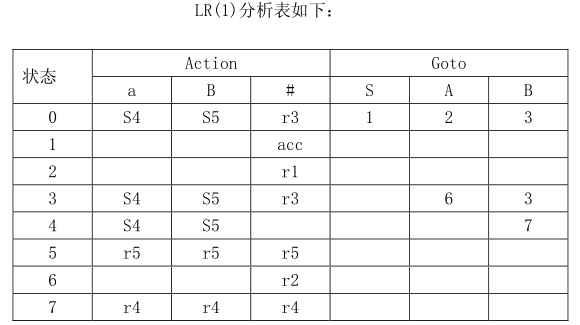 LR(1)分析表如下:
状态 Action Goto
a B # S A B
0 S4 S5 r3 1 2 3
1 acc
2 r1
3 S4 S5 r3 6 3
4 S4 S5 7
5 r5 r5 r5
6 r2
7 r4 r4 r4